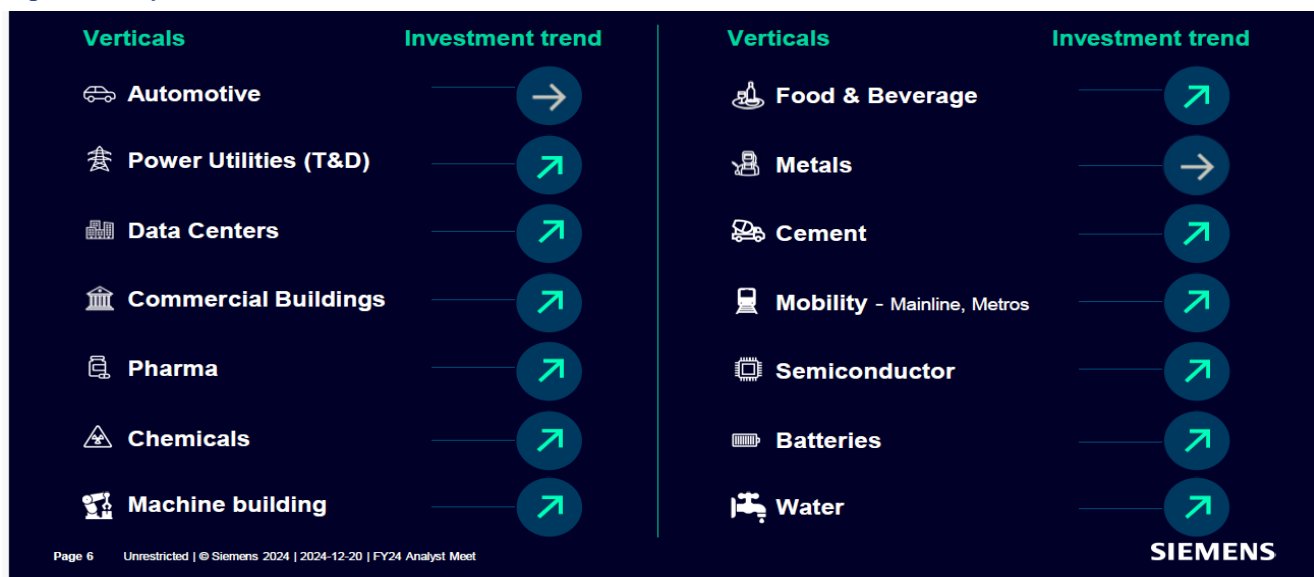 Verticals Investment trend
Automotive
Power Utilities (T&D)
Data Centers
Commercial Buildings
Pharma
Chemicals
Machine building
Verticals Investment trend
Food & Beverage
Metals
Cement
Mobility - Mainline, Metros
Semiconductor
Batteries
Water
Page 6 Unrestricted | © Siemens 2024 | 2024-12-20 | FY24 Analyst Meet
SIEMENS